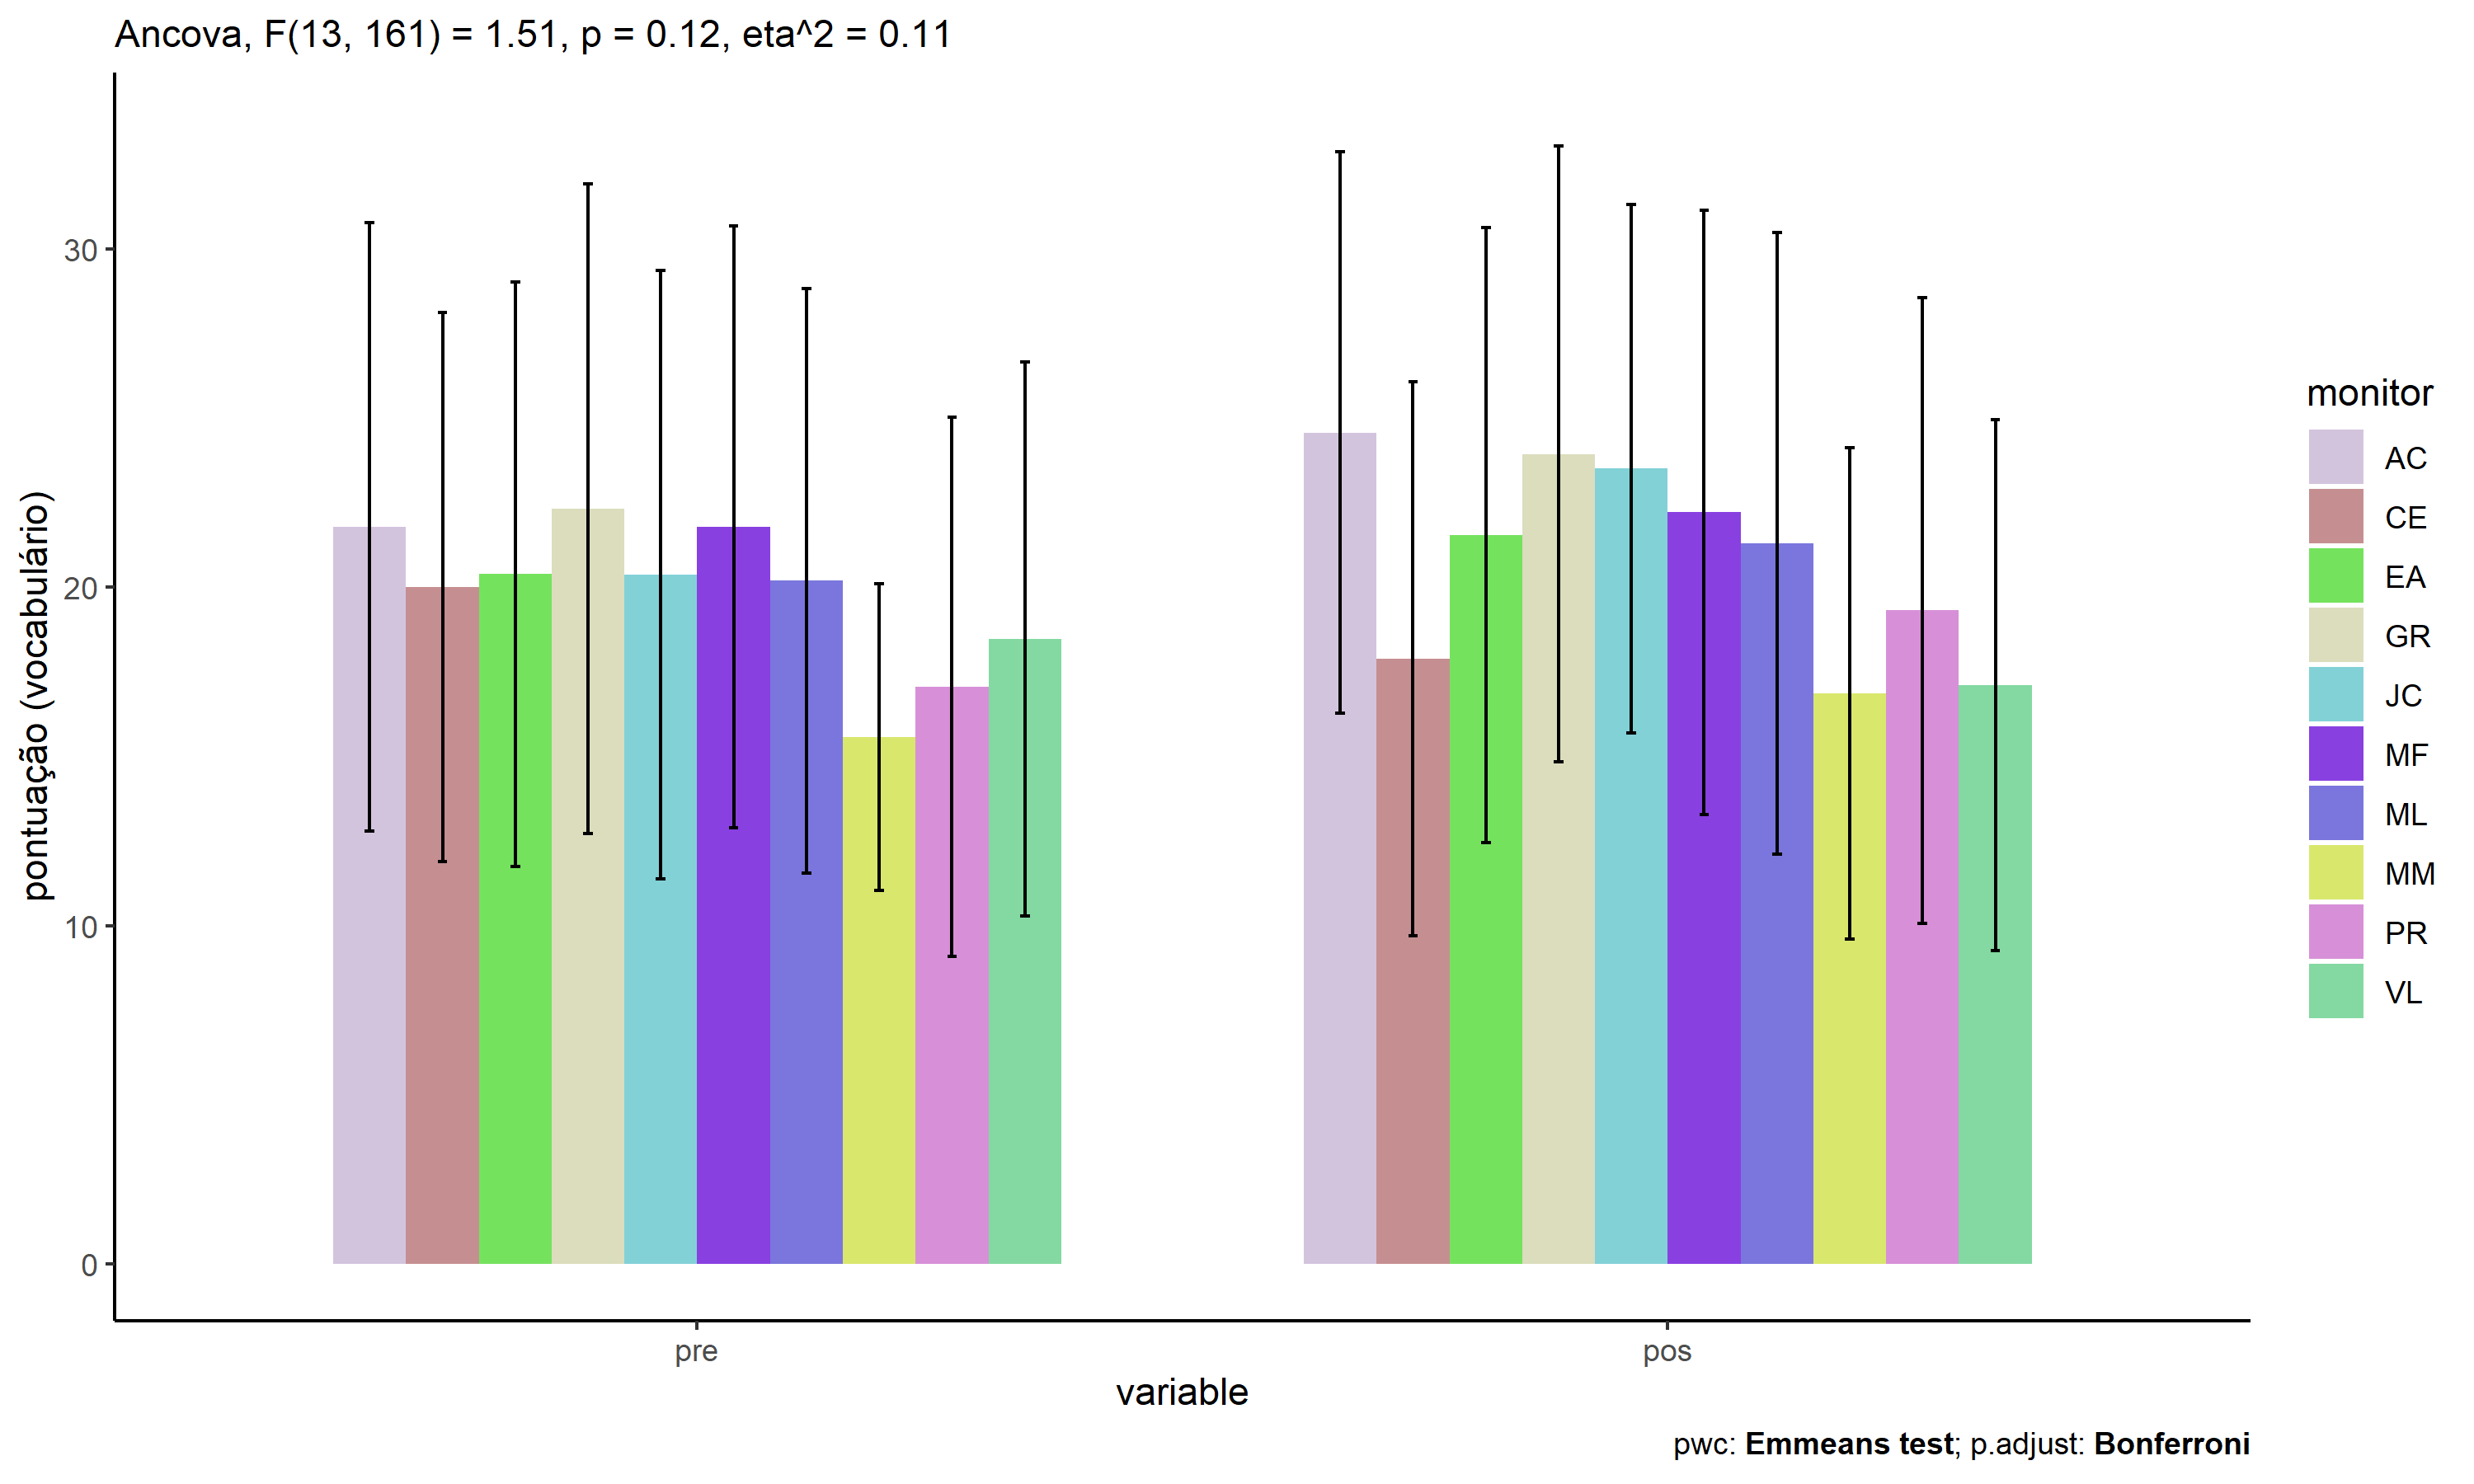 Ancova, F(13, 161) = 1.51, p = 0.12, eta^2 = 0.11
pontuação (vocabulário)
30
20
10
0
pre
pos
variable
monitor
AC
CE
EA
GR
JC
MF
ML
MM
PR
VL
pwc: Emmeans test; p.adjust: Bonferroni